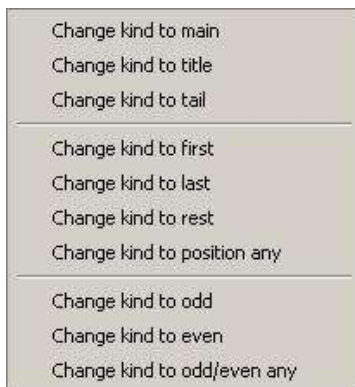 Change kind to main
Change kind to title
Change kind to tail
Change kind to first
Change kind to last
Change kind to rest
Change kind to position any
Change kind to odd
Change kind to even
Change kind to odd/even any